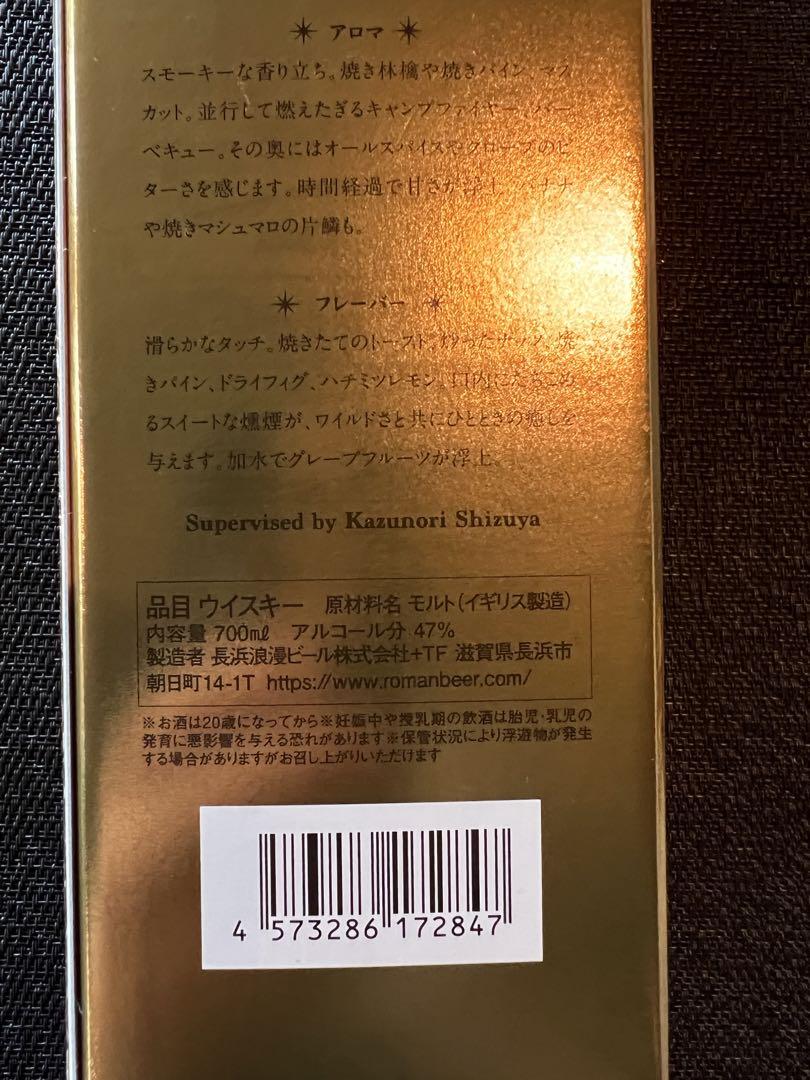 アロマ
スモーキーな香り立ち。焼き林檎や焼きパイン、マス
カット。並行して燃えたぎるキャンプファイヤー、バー
ベキュー。その奥にはオールスパイスやクローブのビ
ターさを感じます。時間経過で甘さが浮上。バナナ
や焼きマシュマロの片鱗も。
フレーバー
滑らかなタッチ。焼きたてのトースト、炒ったナッツ、焼
きパイン、ドライフィグ、ハチミツレモン。口内にたちこめ
るスイートな燻煙が、ワイルドさと共にひとときの癒しを
与えます。加水でグレープフルーツが浮上。
Supervised by Kazunori Shizuya
品目 ウイスキー 原材料名 モルト(イギリス製造)
内容量 700mℓ アルコール分 47%
製造者 長浜浪漫ビール株式会社+TF 滋賀県長浜市
朝日町14-1T https://www.romanbeer.com/
※お酒は20歳になってから※妊娠中や授乳期の飲酒は胎児・乳児の
発育に悪影響を与える恐れがあります※保管状況により浮遊物が発生
する場合がありますがお召し上がりいただけます
4 573286 172847